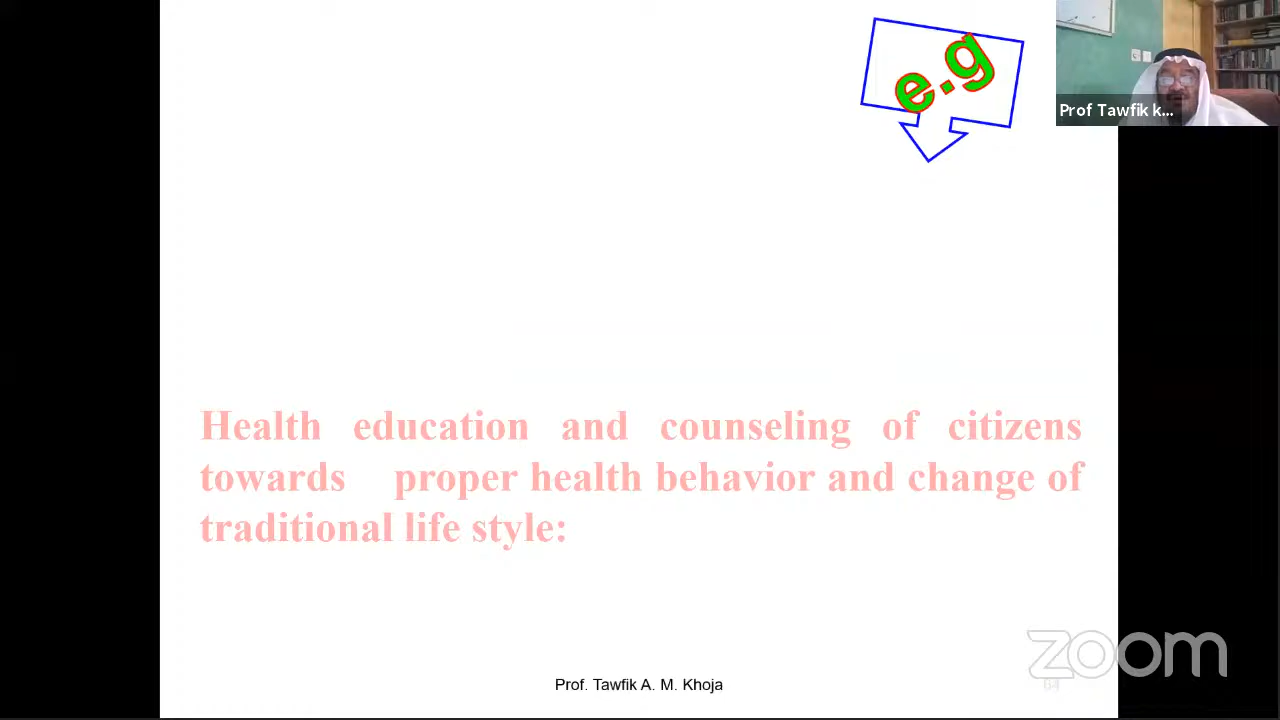 e.g
Prof Tawfik k...
Health education and counseling of citizens
towards proper health behavior and change of
traditional life style:
Prof. Tawfik A. M. Khoja
zoom
64